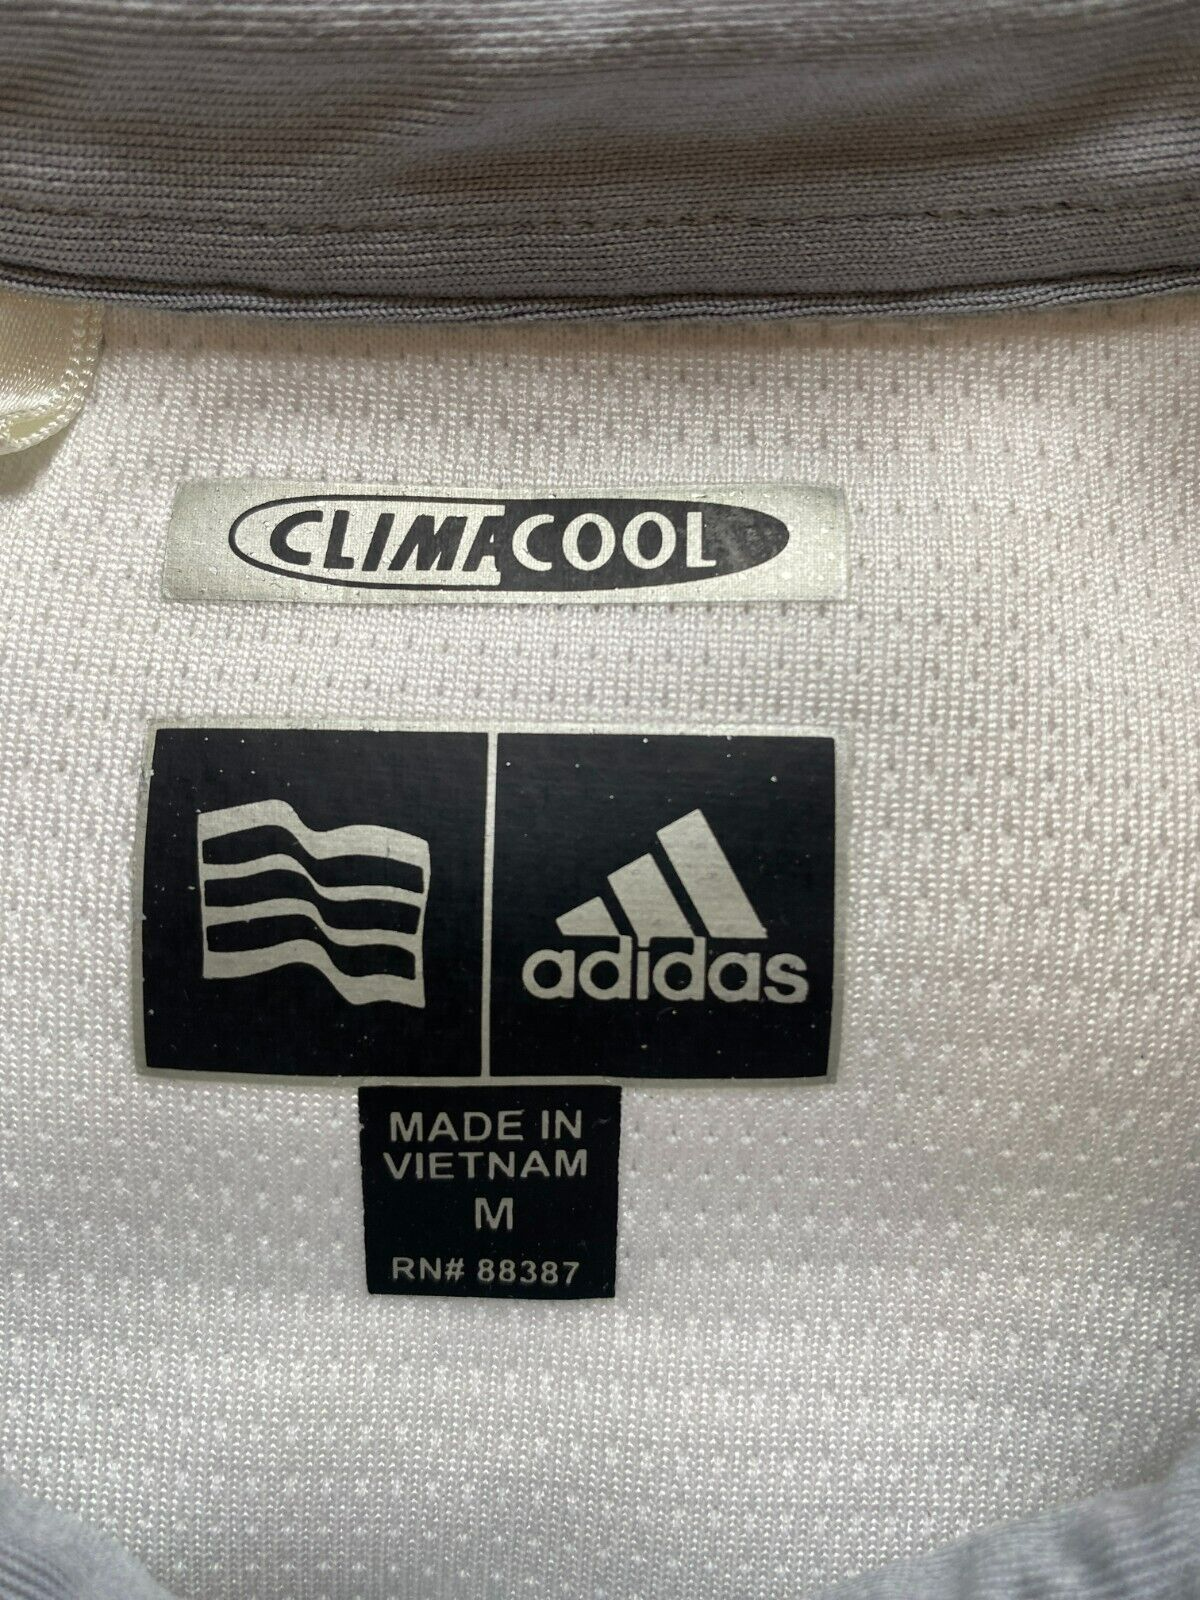 CLIMACOOL
adidas
MADE IN
VIETNAM
M
RN# 88387